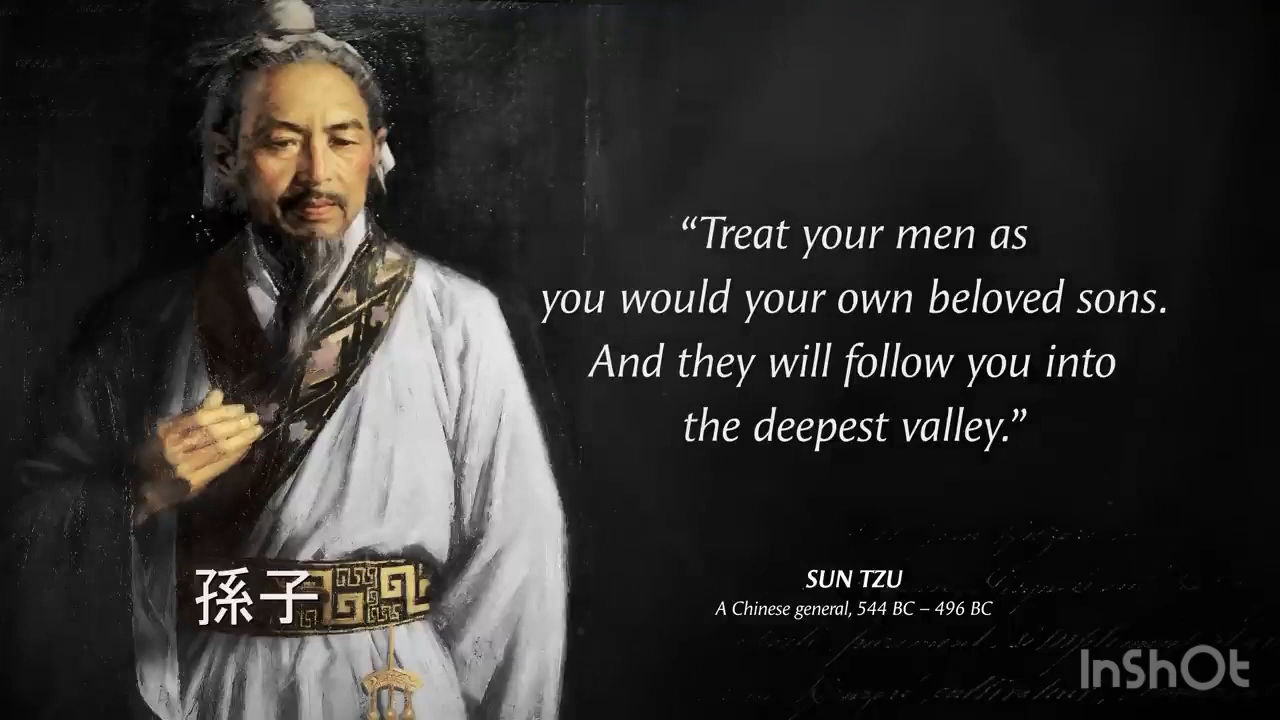 “Treat your men as
you would your own beloved sons.
And they will follow you into
the deepest valley.”
SUN TZU
A Chinese general, 544 BC – 496 BC
孫子
InShOt